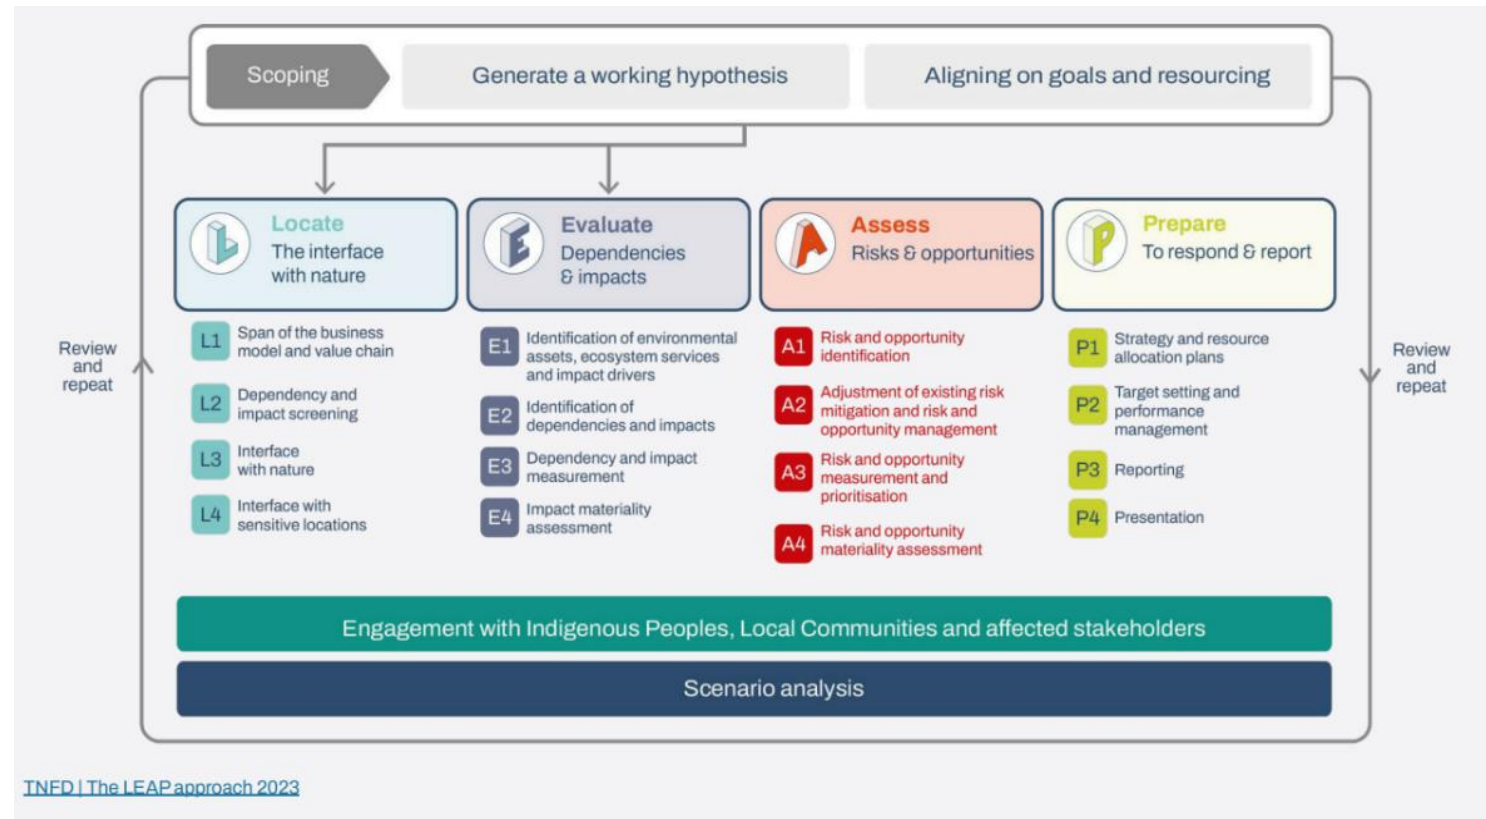 Scoping
Generate a working hypothesis
Aligning on goals and resourcing
L
Locate
The interface
with nature
E
Evaluate
Dependencies
& impacts
A
Assess
Risks & opportunities
P
Prepare
To respond & report
Review
and
repeat
L1
Span of the business
model and value chain
L2
Dependency and
impact screening
L3
Interface
with nature
L4
Interface with
sensitive locations
E1
Identification of environmental
assets, ecosystem services
and impact drivers
E2
Identification of
dependencies and impacts
E3
Dependency and impact
measurement
E4
Impact materiality
assessment
A1
Risk and opportunity
identification
A2
Adjustment of existing risk
mitigation and risk and
opportunity management
A3
Risk and opportunity
measurement and
prioritisation
A4
Risk and opportunity
materiality assessment
P1
Strategy and resource
allocation plans
P2
Target setting and
performance
management
P3
Reporting
P4
Presentation
Review
and
repeat
Engagement with Indigenous Peoples, Local Communities and affected stakeholders
Scenario analysis
TNFD | The LEAP approach 2023